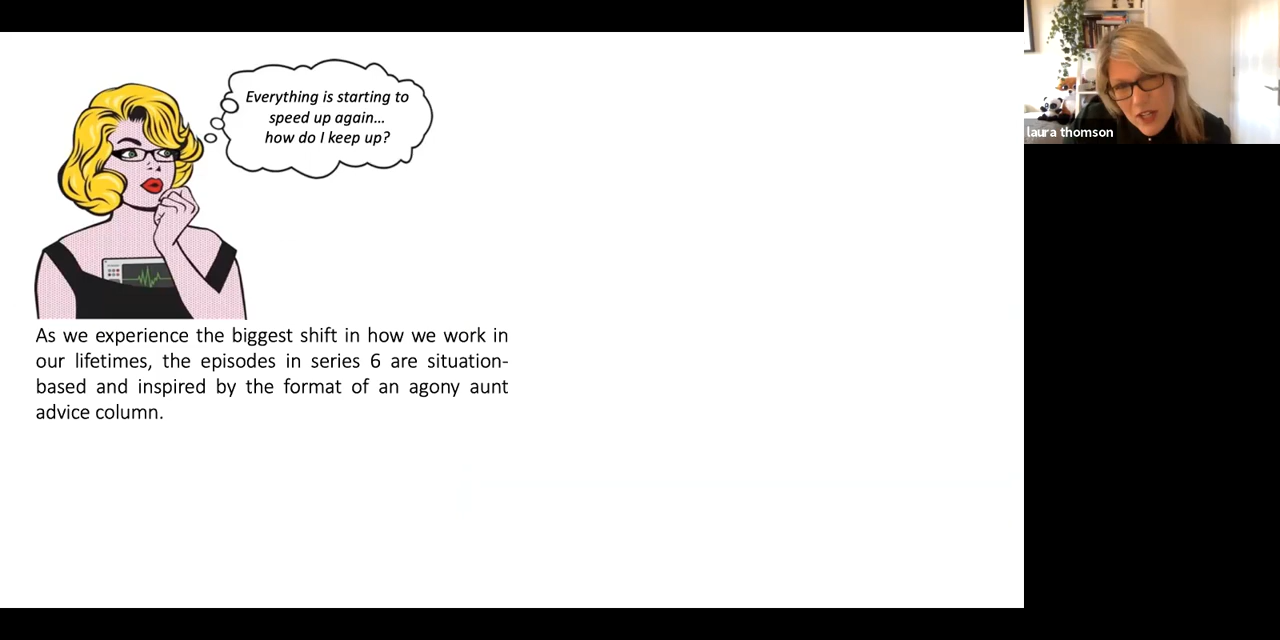 Everything is starting to
speed up again...
how do I keep up?
laura thomson
As we experience the biggest shift in how we work in
our lifetimes, the episodes in series 6 are situation-
based and inspired by the format of an agony aunt
advice column.